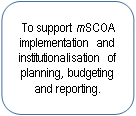 To support mSCOA
implementation and
institutionalisation of
planning, budgeting
and reporting.